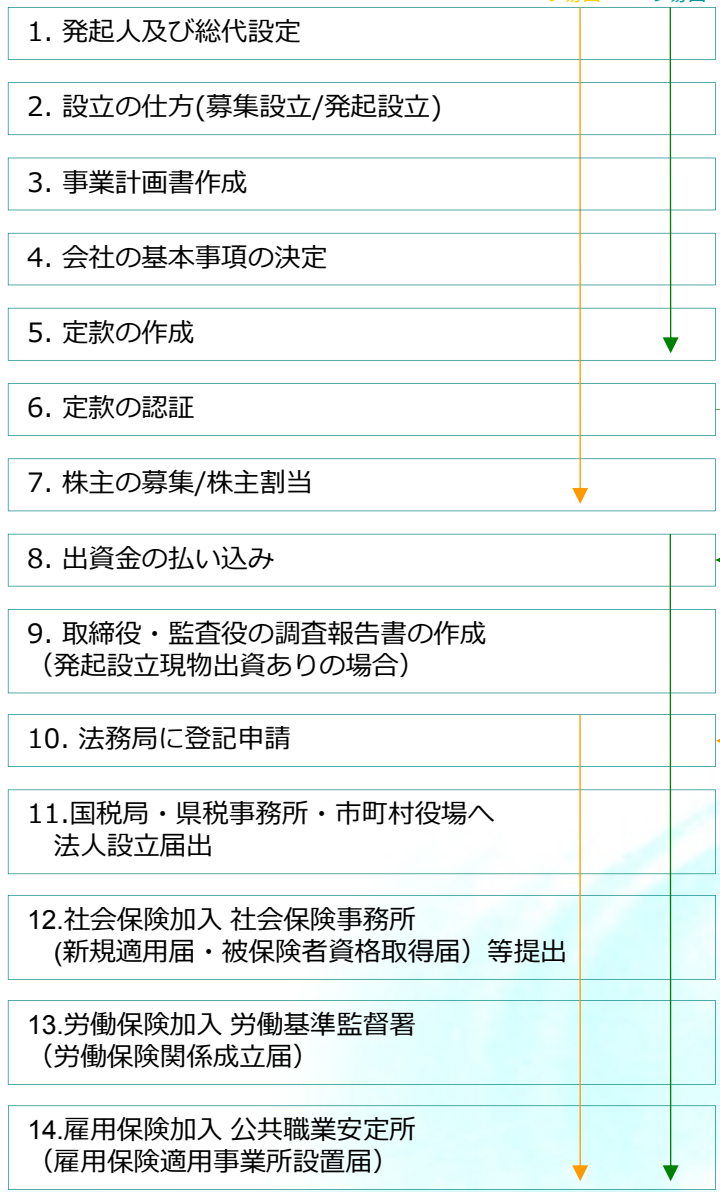 1. 発起人及び総代設定
2. 設立の仕方(募集設立/発起設立)
3. 事業計画書作成
4. 会社の基本事項の決定
5. 定款の作成
6. 定款の認証
7. 株主の募集/株主割当
8. 出資金の払い込み
9. 取締役・監査役の調査報告書の作成
（発起設立現物出資ありの場合）
10. 法務局に登記申請
11.国税局・県税事務所・市町村役場へ
法人設立届出
12.社会保険加入 社会保険事務所
(新規適用届・被保険者資格取得届）等提出
13.労働保険加入 労働基準監督署
（労働保険関係成立届）
14.雇用保険加入 公共職業安定所
（雇用保険適用事業所設置届）